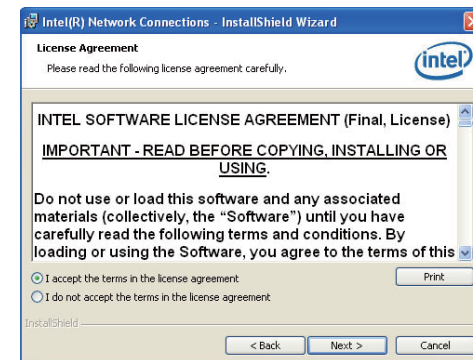 Intel(R) Network Connections - InstallShield Wizard
License Agreement
Please read the following license agreement carefully.
intel
INTEL SOFTWARE LICENSE AGREEMENT (Final, License)
IMPORTANT - READ BEFORE COPYING, INSTALLING OR
USING.
Do not use or load this software and any associated
materials (collectively, the “Software”) until you have
carefully read the following terms and conditions. By
loading or using the Software, you agree to the terms of this
I accept the terms in the license agreement
Print
I do not accept the terms in the license agreement
InstallShield
< Back
Next >
Cancel